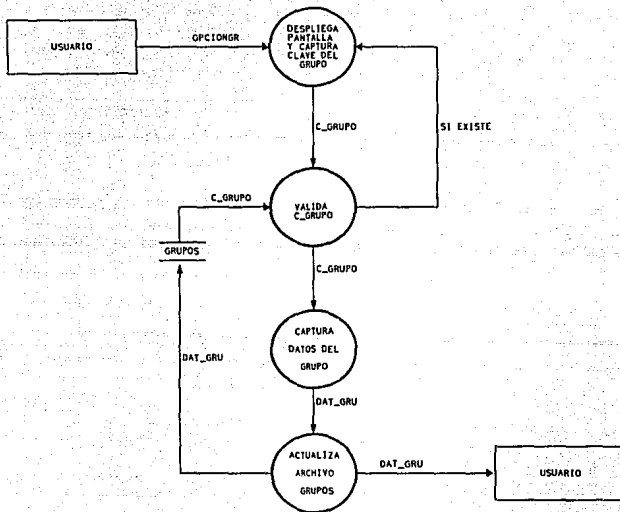 DESPLIEGA
PANTALLA
Y CAPTURA
CLAVE DEL
GRUPO
USUARIO
OPCIONGR
C_GRUPO
SI EXISTE
C_GRUPO
VALIDA
C_GRUPO
GRUPOS
C_GRUPO
CAPTURA
DATOS DEL
GRUPO
DAT_GRU
DAT_GRU
ACTUALIZA
ARCHIVO
GRUPOS
DAT_GRU
USUARIO